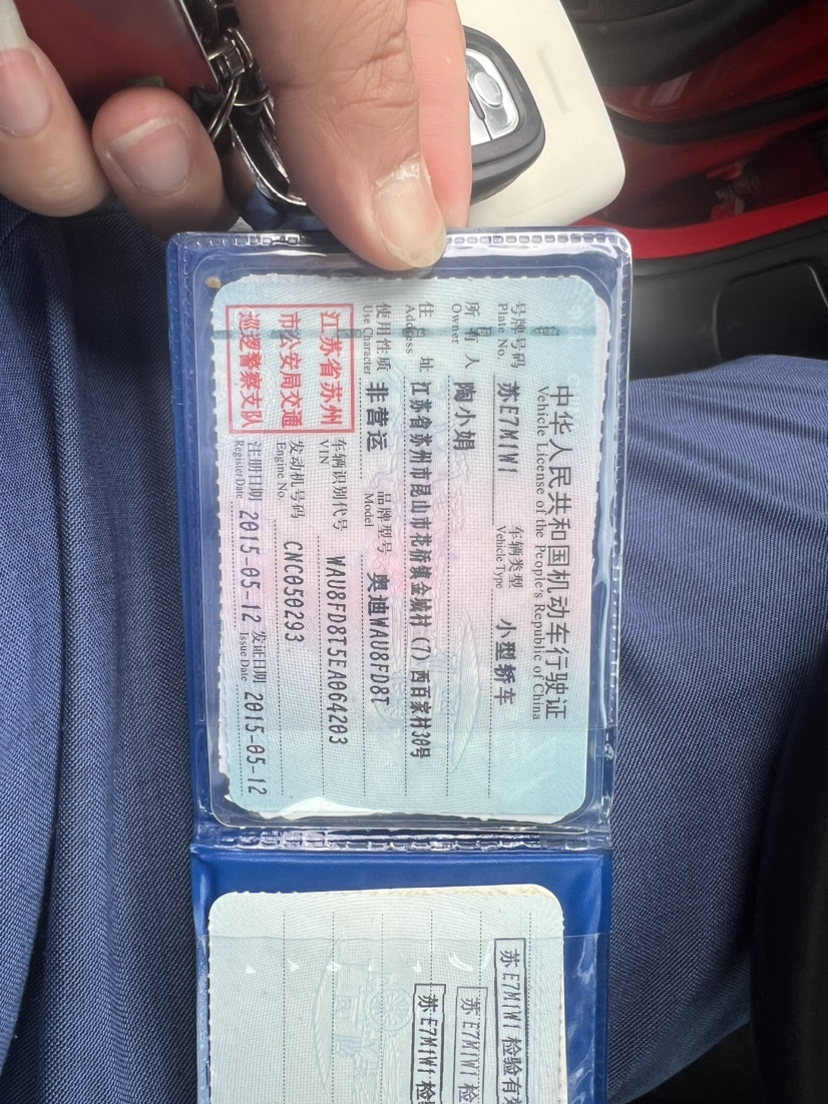 中华人民共和国机动车行驶证
Vehicle License of the People's Republic of China
号牌号码 苏E7M1W1 车辆类型 小型轿车
Plate No. Vehicle Type
所有人 陶小娟
Owner
住址 江苏省苏州市昆山市花桥镇金城村(7)西百家村30号
Address
使用性质 非营运 品牌型号 奥迪WAU8FD8T
Use Character Model
江苏省苏州
市公安局交通
巡逻警察支队
车辆识别代号 WAU8FD8T5EA064203
VIN
发动机号码 CNC050293
Engine No.
注册日期 2015-05-12 发证日期 2015-05-12
Register Date Issue Date
苏E7M1W1 检验有效
苏E7M1W1 检
苏E7M1W1 检